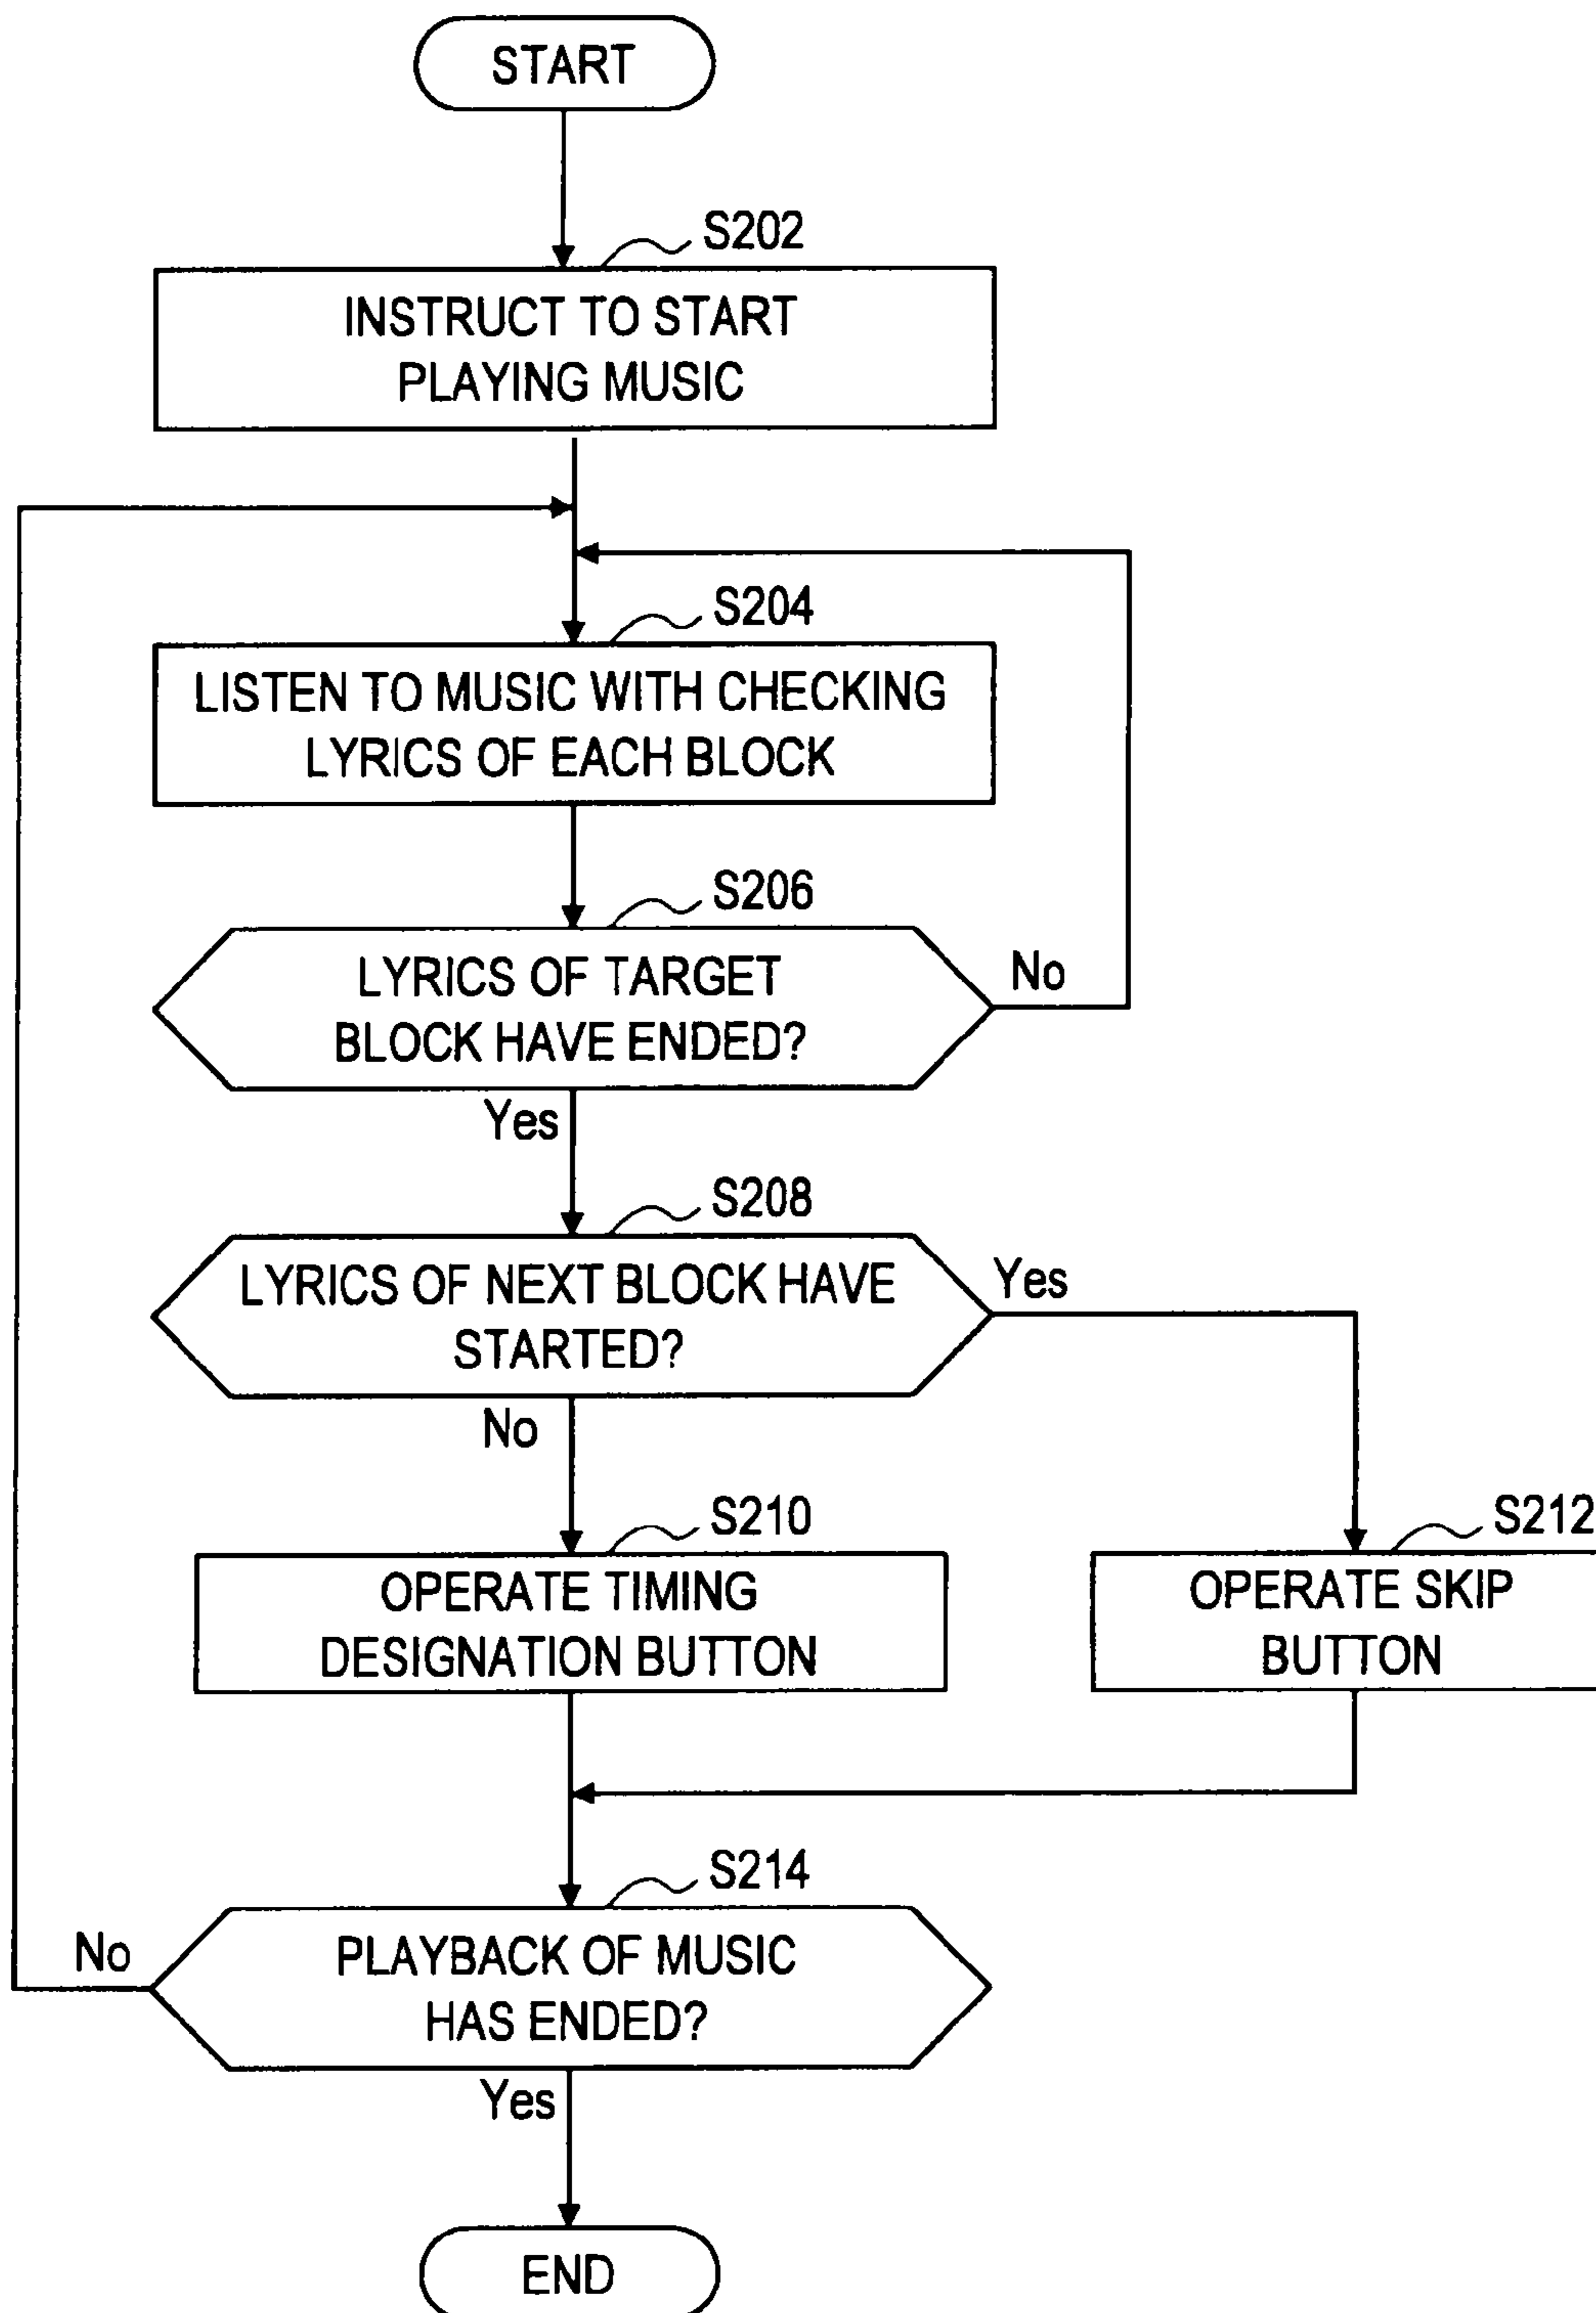 START
S202
INSTRUCT TO START
PLAYING MUSIC
S204
LISTEN TO MUSIC WITH CHECKING
LYRICS OF EACH BLOCK
S206
LYRICS OF TARGET
BLOCK HAVE ENDED?
No
Yes
S208
LYRICS OF NEXT BLOCK HAVE
STARTED?
Yes
No
S210
OPERATE TIMING
DESIGNATION BUTTON
S212
OPERATE SKIP
BUTTON
S214
PLAYBACK OF MUSIC
HAS ENDED?
No
Yes
END